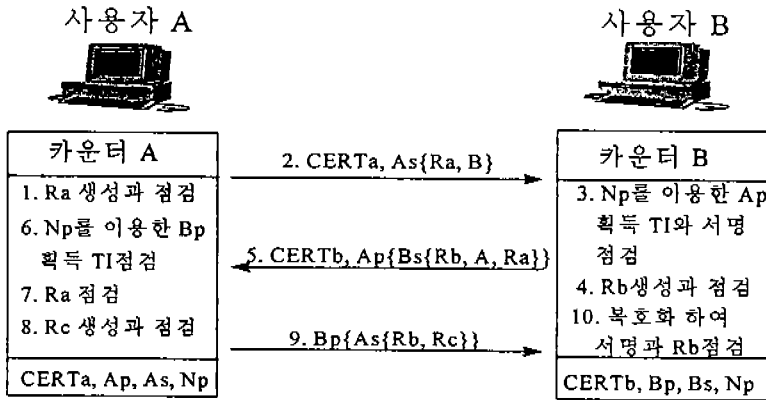 사용자 A
사용자 B
카운터 A
1. Ra 생성과 점검
6. Np를 이용한 Bp
획득 TI점검
7. Ra 점검
8. Rc 생성과 점검
CERTa, Ap, As, Np
2. CERTa, As{Ra, B}
5. CERTb, Ap{Bs{Rb, A, Ra}}
9. Bp{As{Rb, Rc}}
카운터 B
3. Np를 이용한 Ap
획득 TI와 서명
점검
4. Rb생성과 점검
10. 복호화 하여
서명과 Rb점검
CERTb, Bp, Bs, Np